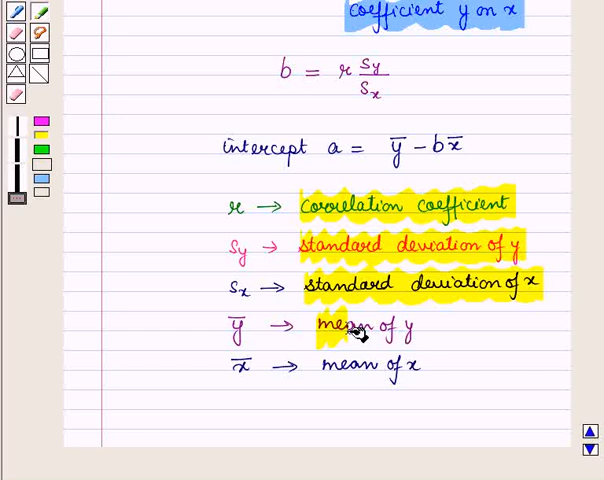 coefficient y on x
b = r Sy/Sx
intercept a = y̅ - bx̅
r → correlation coefficient
Sy → standard deviation of y
Sx → standard deviation of x
y̅ → mean of y
x̅ → mean of x